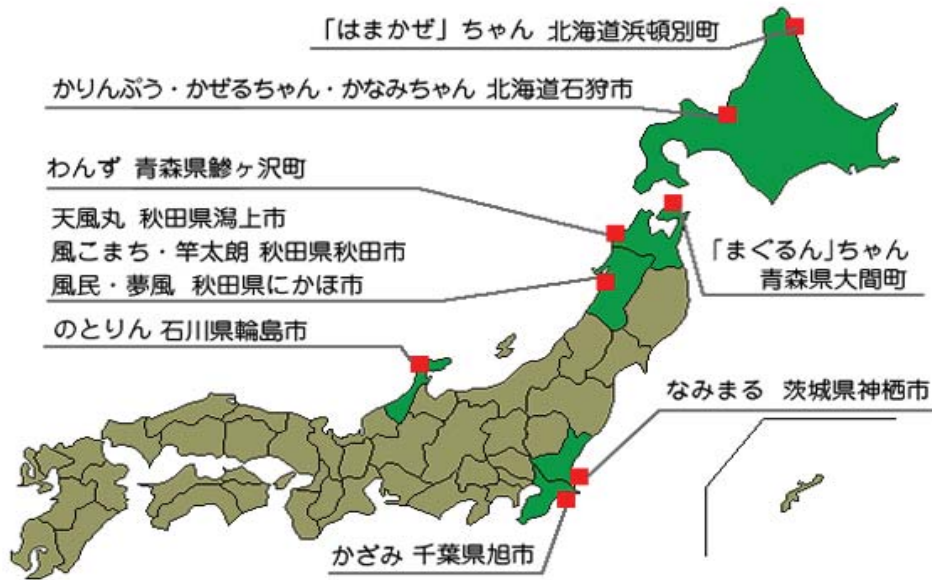 「はまかぜ」ちゃん 北海道浜頓別町
かりんぷう・かぜるちゃん・かなみちゃん 北海道石狩市
わんず 青森県鰺ヶ沢町
天風丸 秋田県潟上市
風こまち・竿太朗 秋田県秋田市
風民・夢風 秋田県にかほ市
「まぐるん」ちゃん
青森県大間町
のとりん 石川県輪島市
なみまる 茨城県神栖市
かざみ 千葉県旭市